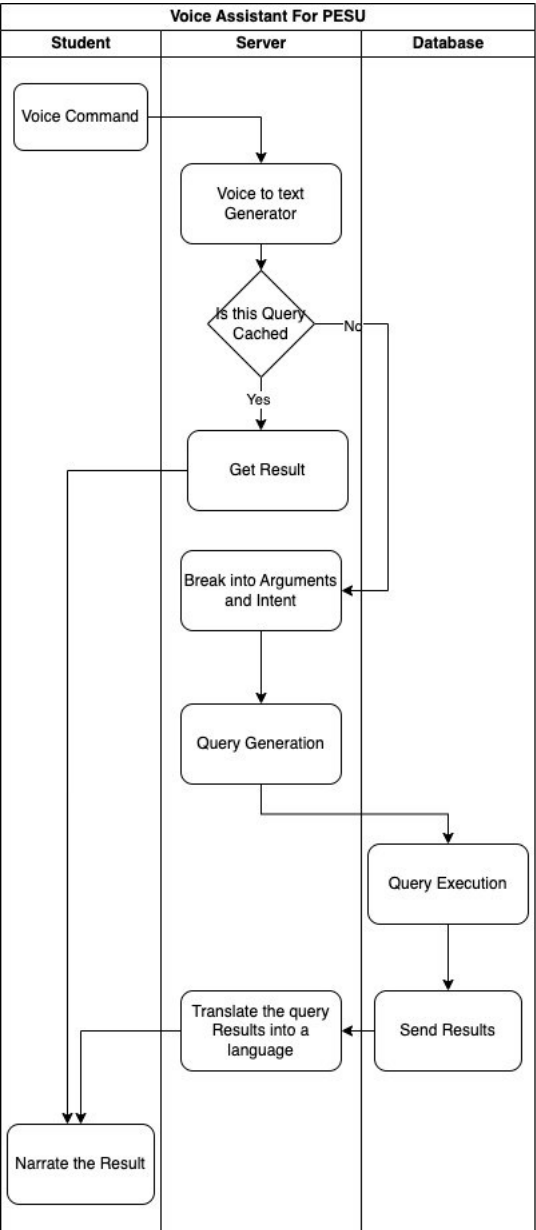 Voice Assistant For PESU
Student
Server
Database
Voice Command
Voice to text
Generator
Is this Query
Cached
No
Yes
Get Result
Break into Arguments
and Intent
Query Generation
Query Execution
Translate the query
Results into a
language
Send Results
Narrate the Result